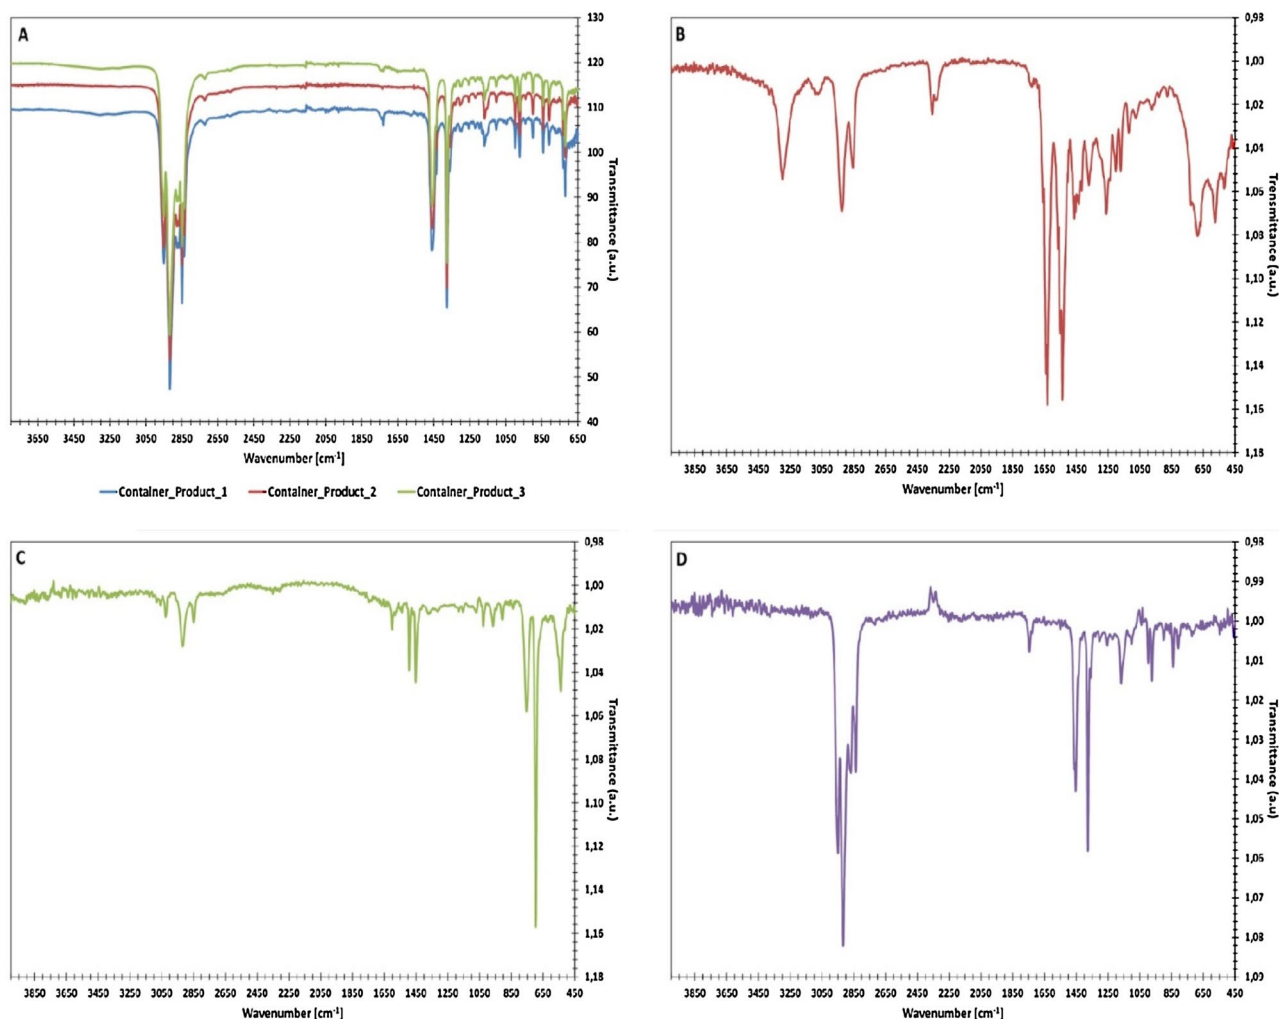 A
130
120
110
100
90
80
70
60
50
40
Transmittance (a.u.)
3550 3450 3250 3050 2850 2650 2450 2250 2050 1850 1550 1450 1250 1050 850 650
Wavenumber [cm-1]
Container_Product_1 Container_Product_2 Container_Product_3
B
0,98
1,00
1,02
1,04
1,05
1,03
1,10
1,12
1,14
1,15
1,18
Trensmittance (a.u.)
3850 3650 3450 3250 3050 2850 2650 2450 2250 2050 1850 1650 1450 1250 1050 850 650 450
Wavenumber [cm-1]
C
0,98
1,00
1,02
1,04
1,06
1,08
1,10
1,12
1,14
1,16
1,18
Transmittance (a.u.)
3850 3650 3450 3250 3050 2850 2650 2450 2250 2050 1850 1650 1450 1250 1050 850 650 450
Wavenumber [cm-1]
D
0,98
0,99
1,00
1,01
1,02
1,03
1,04
1,05
1,05
1,07
1,08
1,09
Transmittance (a.u)
3850 3650 3450 3250 3050 2850 2650 2450 2250 2050 1850 1650 1450 1250 1050 850 650 450
Wavenumber [cm-1]